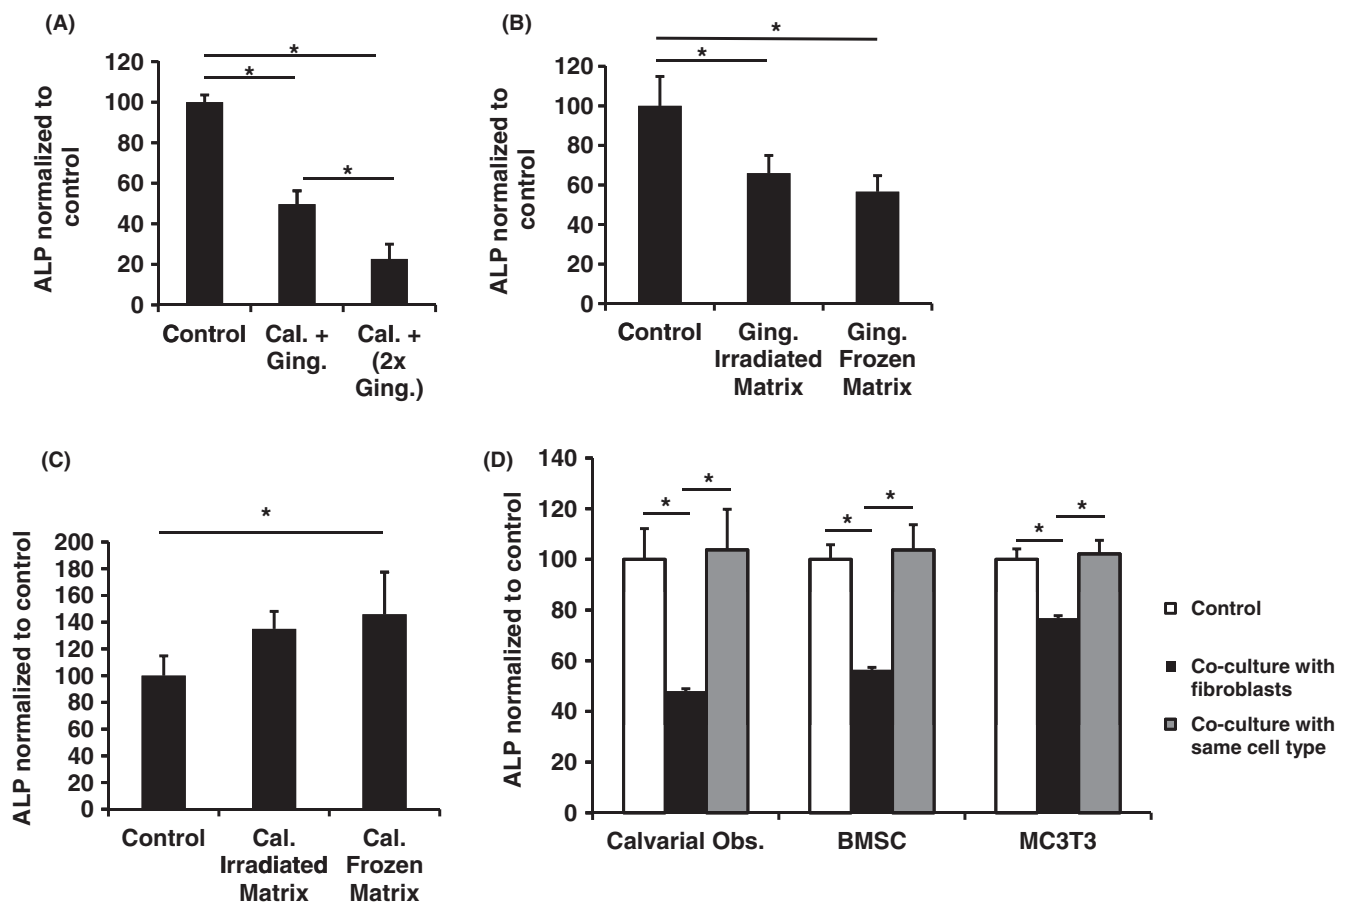 (A)
*
*
*
120
100
80
60
40
20
0
ALP normalized to
control
Control
Cal. +
Ging.
Cal. +
(2x
Ging.)
(B)
*
*
120
100
80
60
40
20
0
ALP normalized to
control
Control
Ging.
Irradiated
Matrix
Ging.
Frozen
Matrix
(C)
*
200
180
160
140
120
100
80
60
40
20
0
ALP normalized to control
Control
Cal.
Irradiated
Matrix
Cal.
Frozen
Matrix
(D)
140
120
100
80
60
40
20
0
ALP normalized to control
*
*
*
*
*
*
Calvarial Obs.
BMSC
MC3T3
Control
Co-culture with
fibroblasts
Co-culture with
same cell type